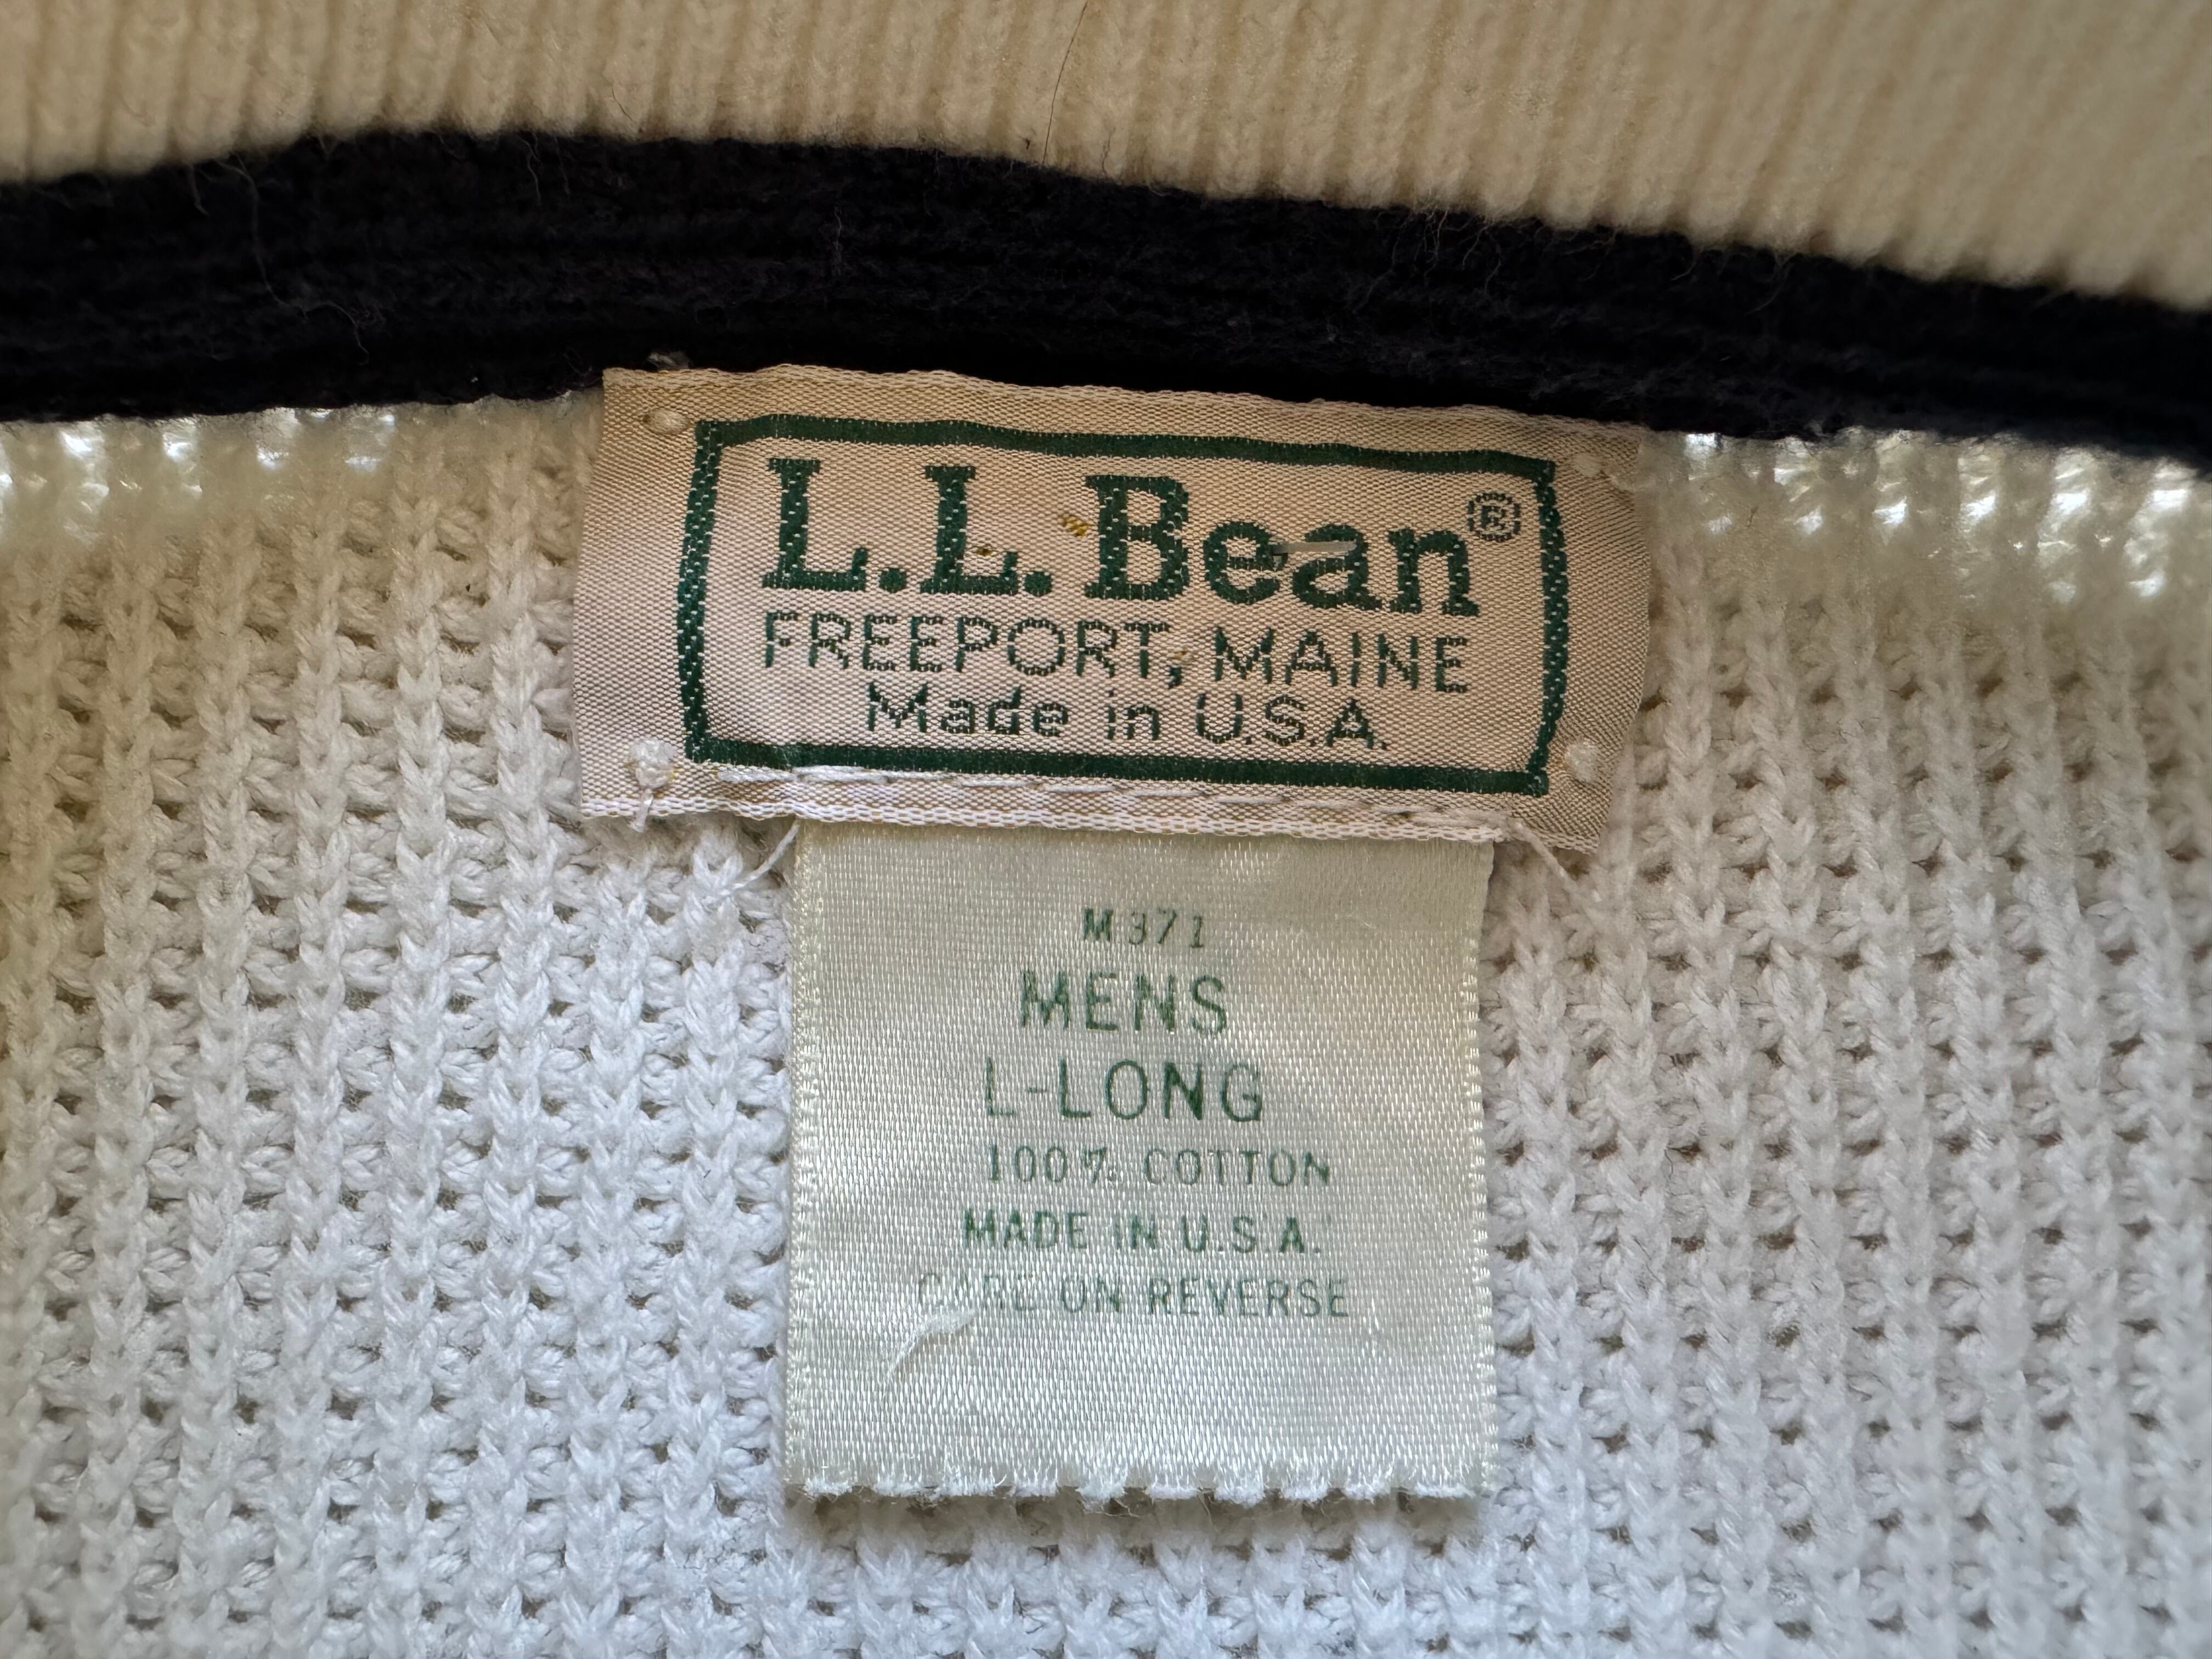 L.L.Bean®
FREEPORT, MAINE
Made in U.S.A.
M371
MENS
L-LONG
100% COTTON
MADE IN U.S.A.
CARE ON REVERSE